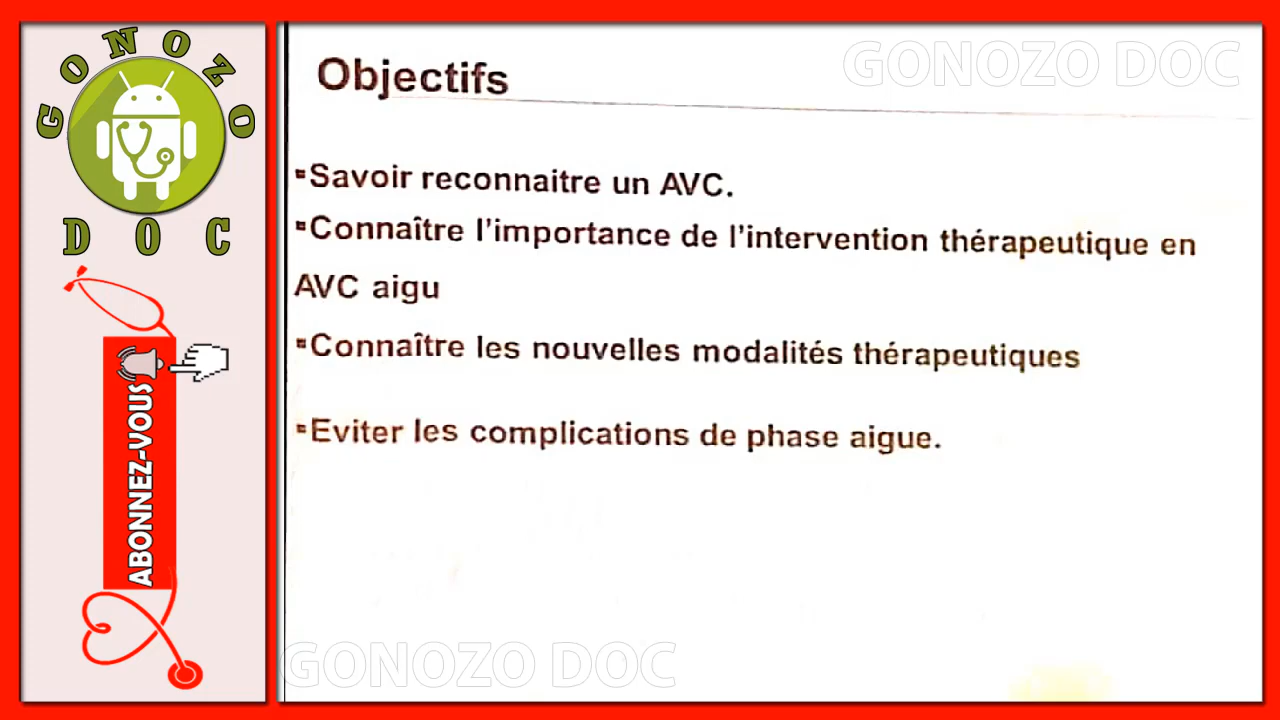 GONOZO
DOC
ABONNEZ-VOUS
GONOZO DOC
Objectifs
▪Savoir reconnaitre un AVC.
▪Connaître l’importance de l’intervention thérapeutique en
AVC aigu
▪Connaître les nouvelles modalités thérapeutiques
▪Eviter les complications de phase aigue.
GONOZO DOC